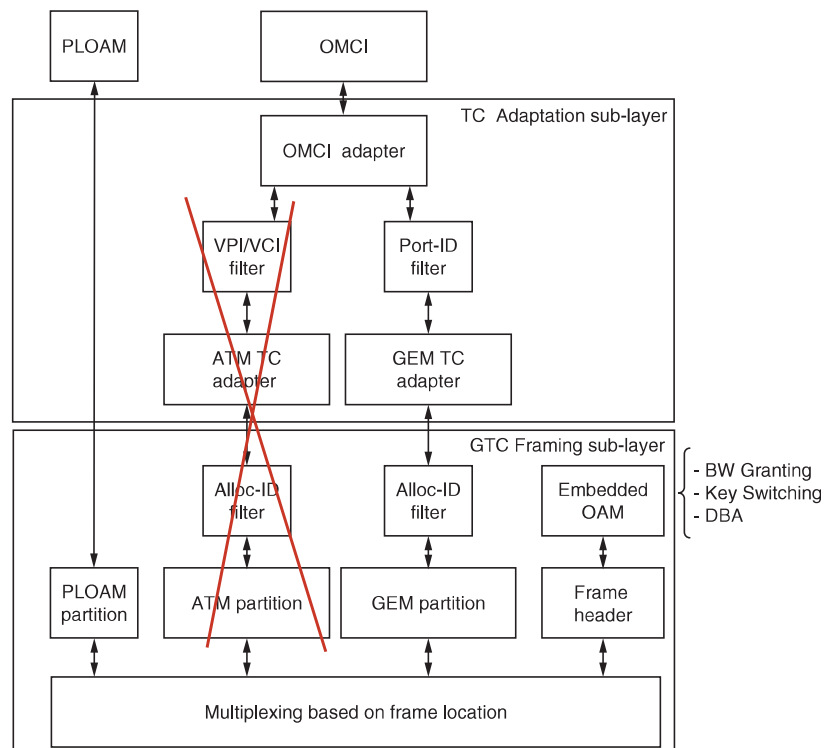 PLOAM
OMCI
TC Adaptation sub-layer
OMCI adapter
VPI/VCI
filter
Port-ID
filter
ATM TC
adapter
GEM TC
adapter
GTC Framing sub-layer
Alloc-ID
filter
Alloc-ID
filter
Embedded
OAM
- BW Granting
- Key Switching
- DBA
PLOAM
partition
ATM partition
GEM partition
Frame
header
Multiplexing based on frame location